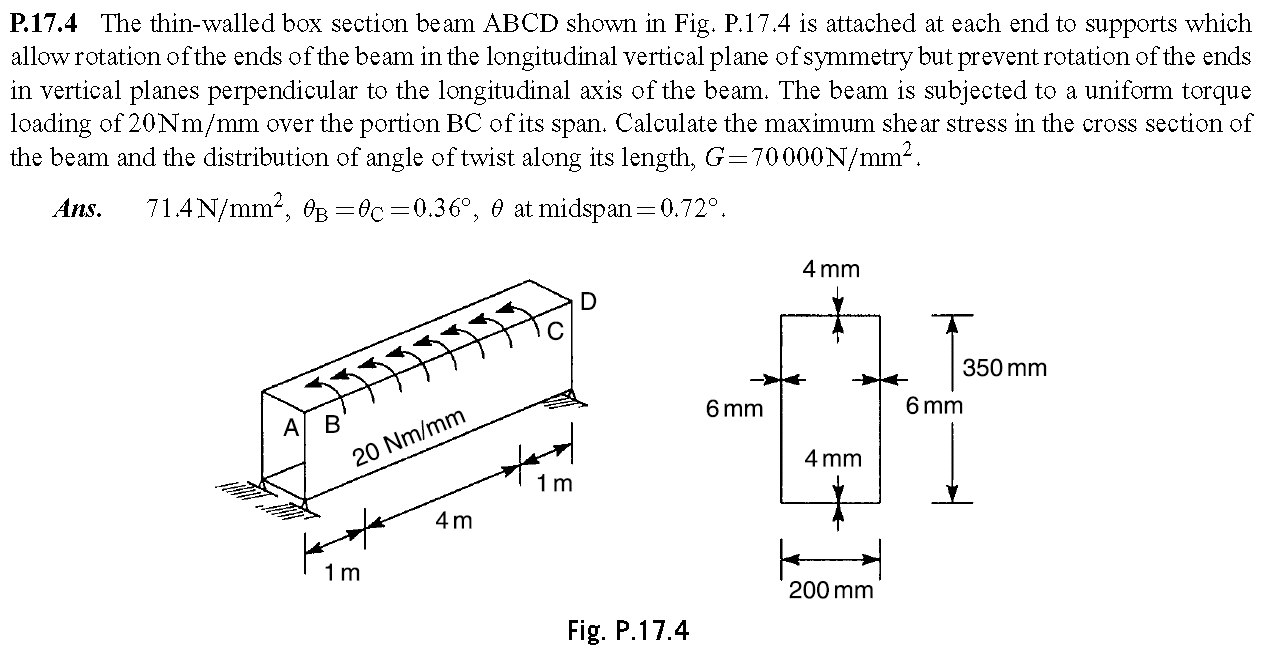 P.17.4 The thin-walled box section beam ABCD shown in Fig. P.17.4 is attached at each end to supports which
allow rotation of the ends of the beam in the longitudinal vertical plane of symmetry but prevent rotation of the ends
in vertical planes perpendicular to the longitudinal axis of the beam. The beam is subjected to a uniform torque
loading of 20Nm/mm over the portion BC of its span. Calculate the maximum shear stress in the cross section of
the beam and the distribution of angle of twist along its length, G=70000N/mm².
Ans. 71.4N/mm², θB=θC=0.36°, θ at midspan=0.72°.
4 mm
D
C
350 mm
6 mm
6 mm
A
B
20 Nm/mm
4 mm
1 m
4 m
1 m
200 mm
Fig. P.17.4